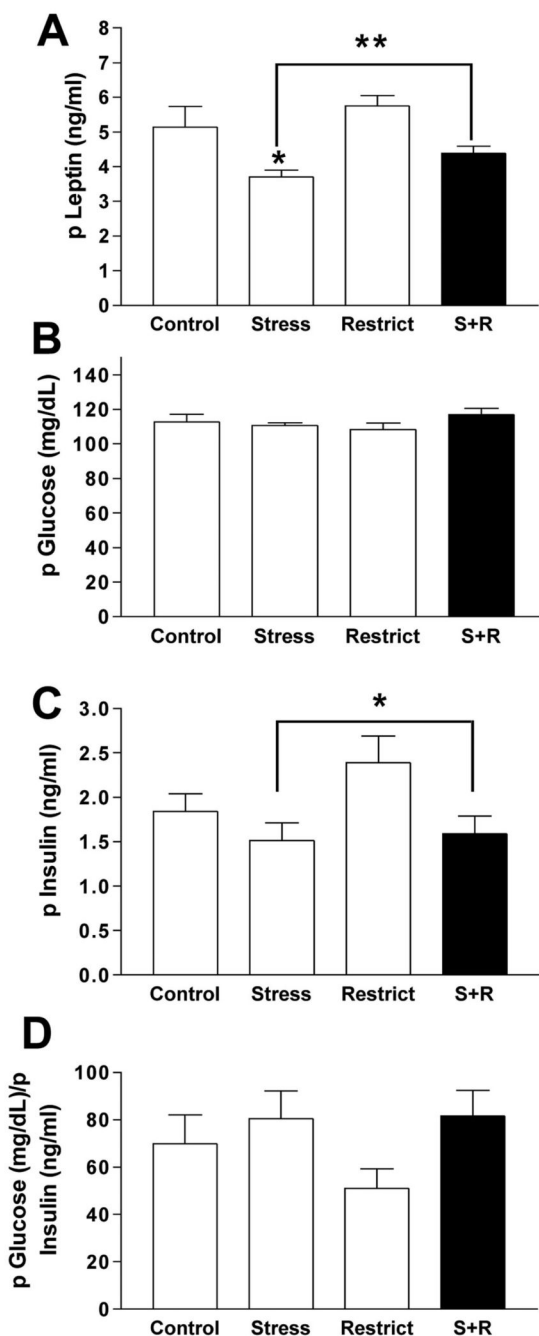 A
p Leptin (ng/ml)
8
7
6
5
4
3
2
1
0
**
*
Control Stress Restrict S+R
B
p Glucose (mg/dL)
140
120
100
80
60
40
20
0
Control Stress Restrict S+R
C
p Insulin (ng/ml)
3.0
2.5
2.0
1.5
1.0
0.5
0.0
*
Control Stress Restrict S+R
D
p Glucose (mg/dL)/p
Insulin (ng/ml)
100
80
60
40
20
0
Control Stress Restrict S+R